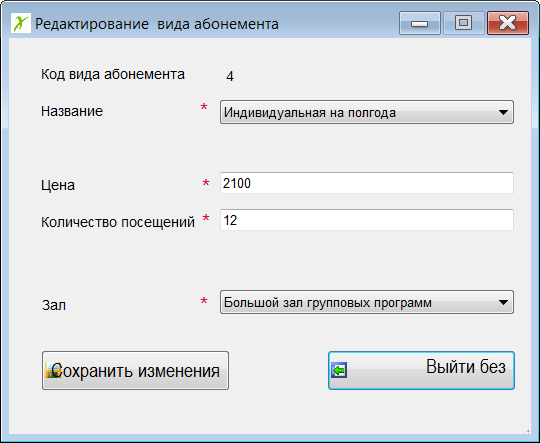 Редактирование вида абонемента
Код вида абонемента 4
Название * Индивидуальная на полгода
Цена * 2100
Количество посещений * 12
Зал * Большой зал групповых программ
Сохранить изменения Выйти без